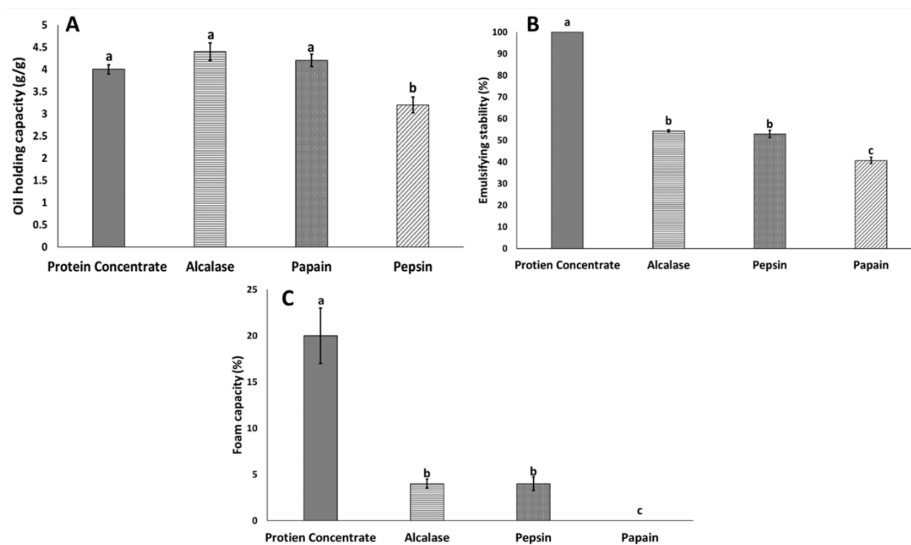 A
Oil holding capacity (g/g)
5
4.5
4
3.5
3
2.5
2
1.5
1
0.5
0
a
a
a
b
Protein Concentrate Alcalase Papain Pepsin
B
Emulsifying stability (%)
100
90
80
70
60
50
40
30
20
10
0
a
b
b
c
Protien Concentrate Alcalase Pepsin Papain
C
Foam capacity (%)
25
20
15
10
5
0
a
b
b
c
Protien Concentrate Alcalase Pepsin Papain